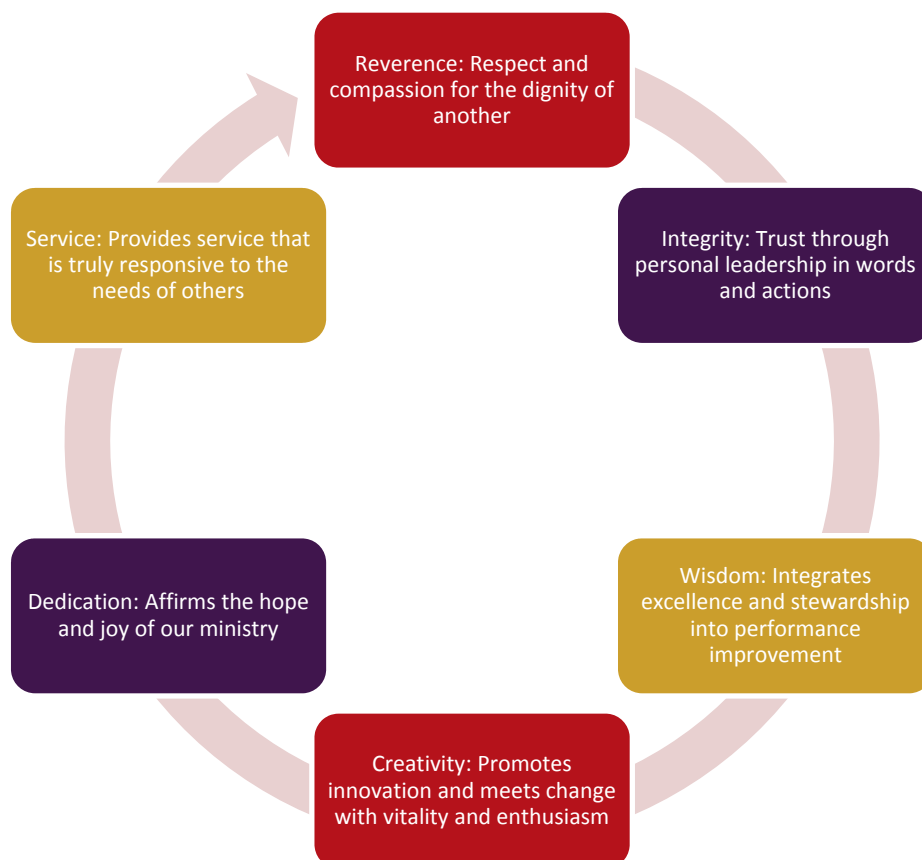 Reverence: Respect and
compassion for the dignity of
another
Integrity: Trust through
personal leadership in words
and actions
Wisdom: Integrates
excellence and stewardship
into performance
improvement
Creativity: Promotes
innovation and meets change
with vitality and enthusiasm
Dedication: Affirms the hope
and joy of our ministry
Service: Provides service that
is truly responsive to the
needs of others